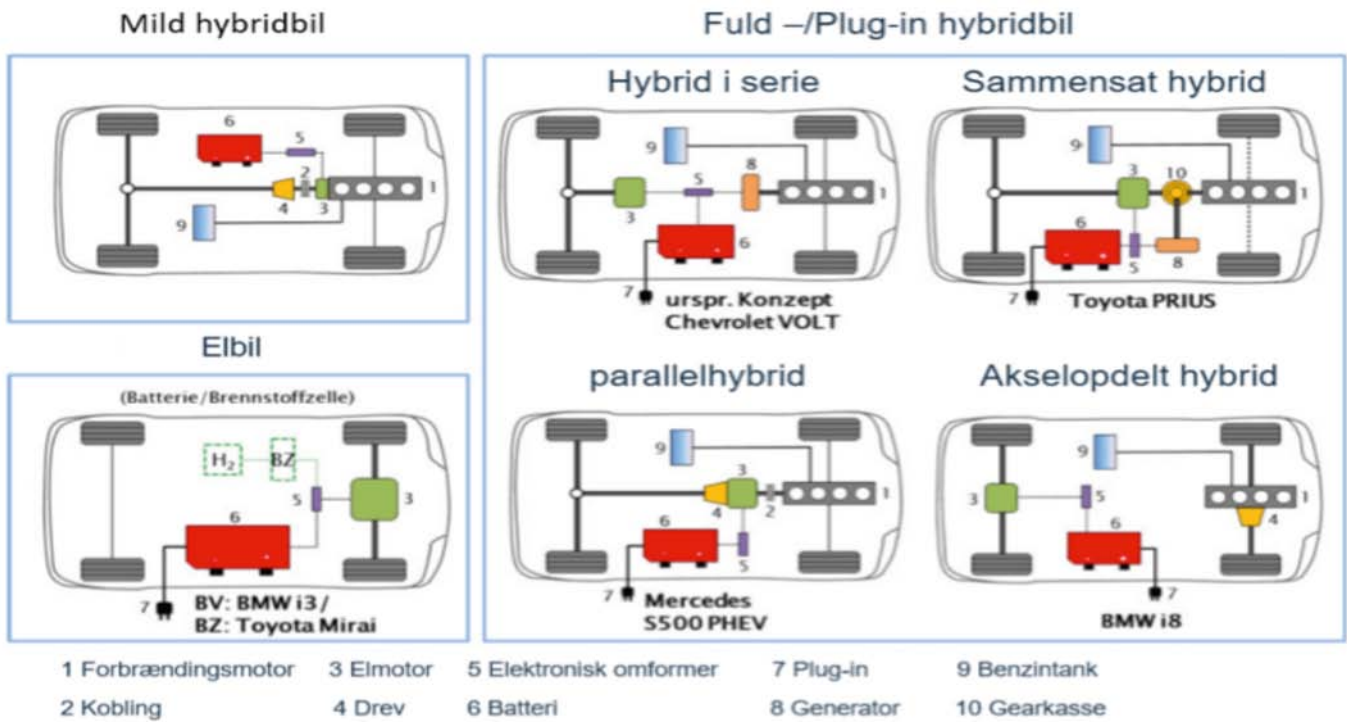 Mild hybridbil
6
5
2
1
4
3
9
Elbil
(Batterie/Brennstoffzelle)
H2
BZ
5
3
6
7
BV: BMW i3/
BZ: Toyota Mirai
Fuld –/Plug-in hybridbil
Hybrid i serie
9
8
5
1
3
6
7
urspr. Konzept
Chevrolet VOLT
Sammensat hybrid
9
3
10
1
6
5
8
7
Toyota PRIUS
parallelhybrid
9
3
1
4
2
6
5
7
Mercedes
S500 PHEV
Akselopdelt hybrid
9
3
5
1
6
4
7
BMW i8
1 Forbrændingsmotor 3 Elmotor 5 Elektronisk omformer 7 Plug-in 9 Benzintank
2 Kobling 4 Drev 6 Batteri 8 Generator 10 Gearkasse